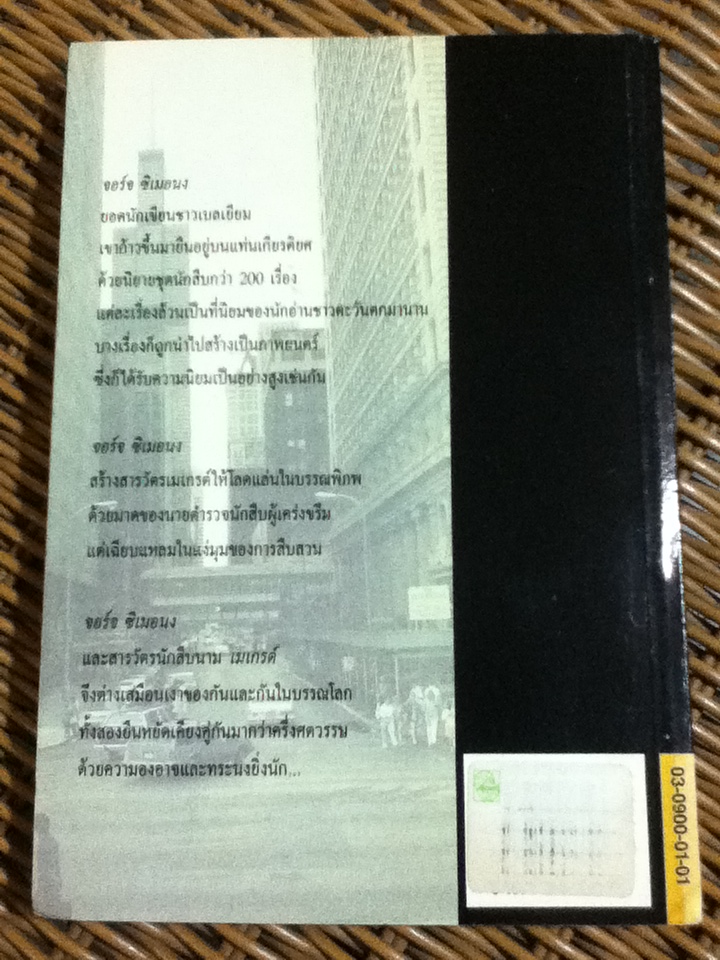 จอร์จ ซิเมอนง
ยอดนักเขียนชาวเบลเยียม
เขาก้าวขึ้นมายืนอยู่บนแท่นเกียรติยศ
ด้วยนิยายชุดนักสืบกว่า 200 เรื่อง
แต่ละเรื่องล้วนเป็นที่นิยมของนักอ่านชาวตะวันตกมานาน
บางเรื่องก็ถูกนำไปสร้างเป็นภาพยนตร์
ซึ่งก็ได้รับความนิยมเป็นอย่างสูงเช่นกัน
จอร์จ ซิเมอนง
สร้างสารวัตรเมเกรต์ให้โลดแล่นในบรรณพิภพ
ด้วยมาดของนายตำรวจนักสืบผู้เคร่งขรึม
แต่เฉียบแหลมในแง่มุมของการสืบสวน
จอร์จ ซิเมอนง
และสารวัตรนักสืบนาม เมเกรต์
จึงต่างเสมือนเงาของกันและกันในบรรณโลก
ทั้งสองยืนหยัดเคียงคู่กันมากว่าครึ่งศตวรรษ
ด้วยความองอาจและทระนงยิ่งนัก...
03-0900-01-01